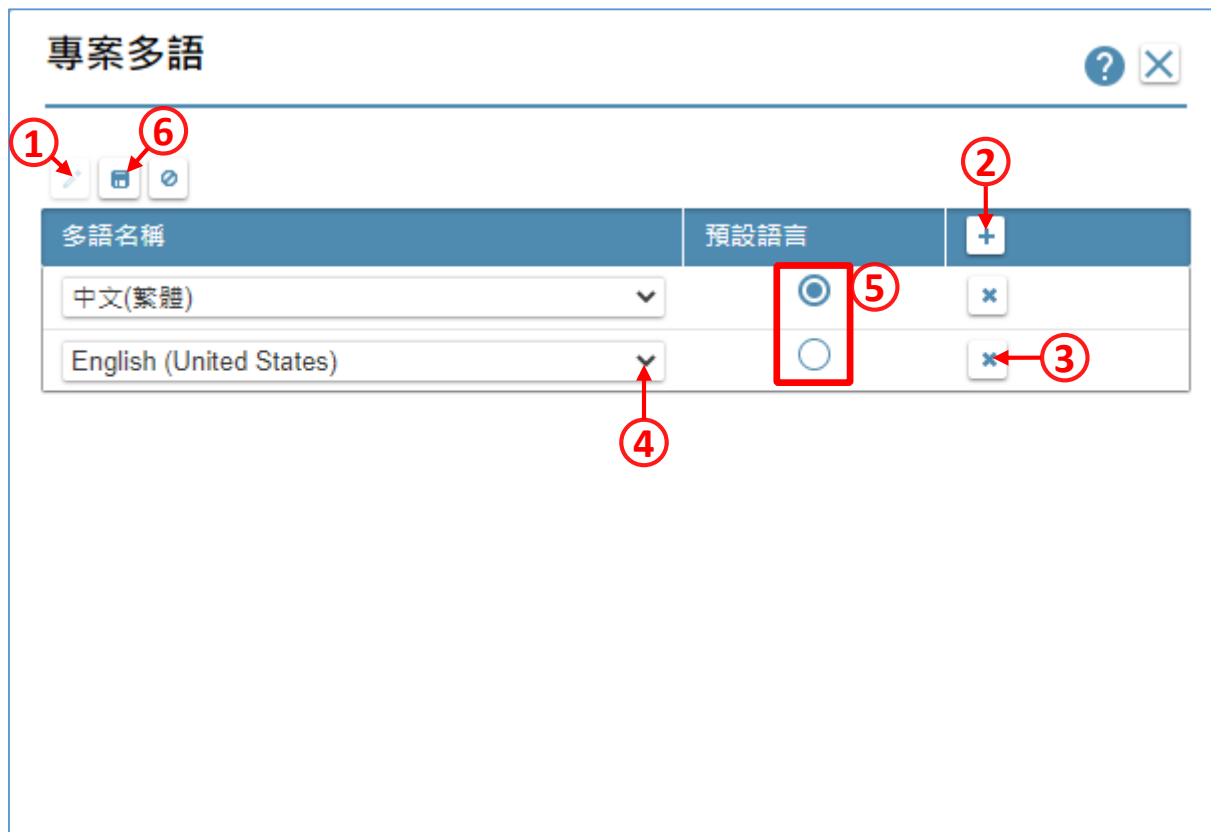 專案多語
?
① ⑥ ②
多語名稱 預設語言 +
中文(繁體) ⑤
English (United States) ③
④